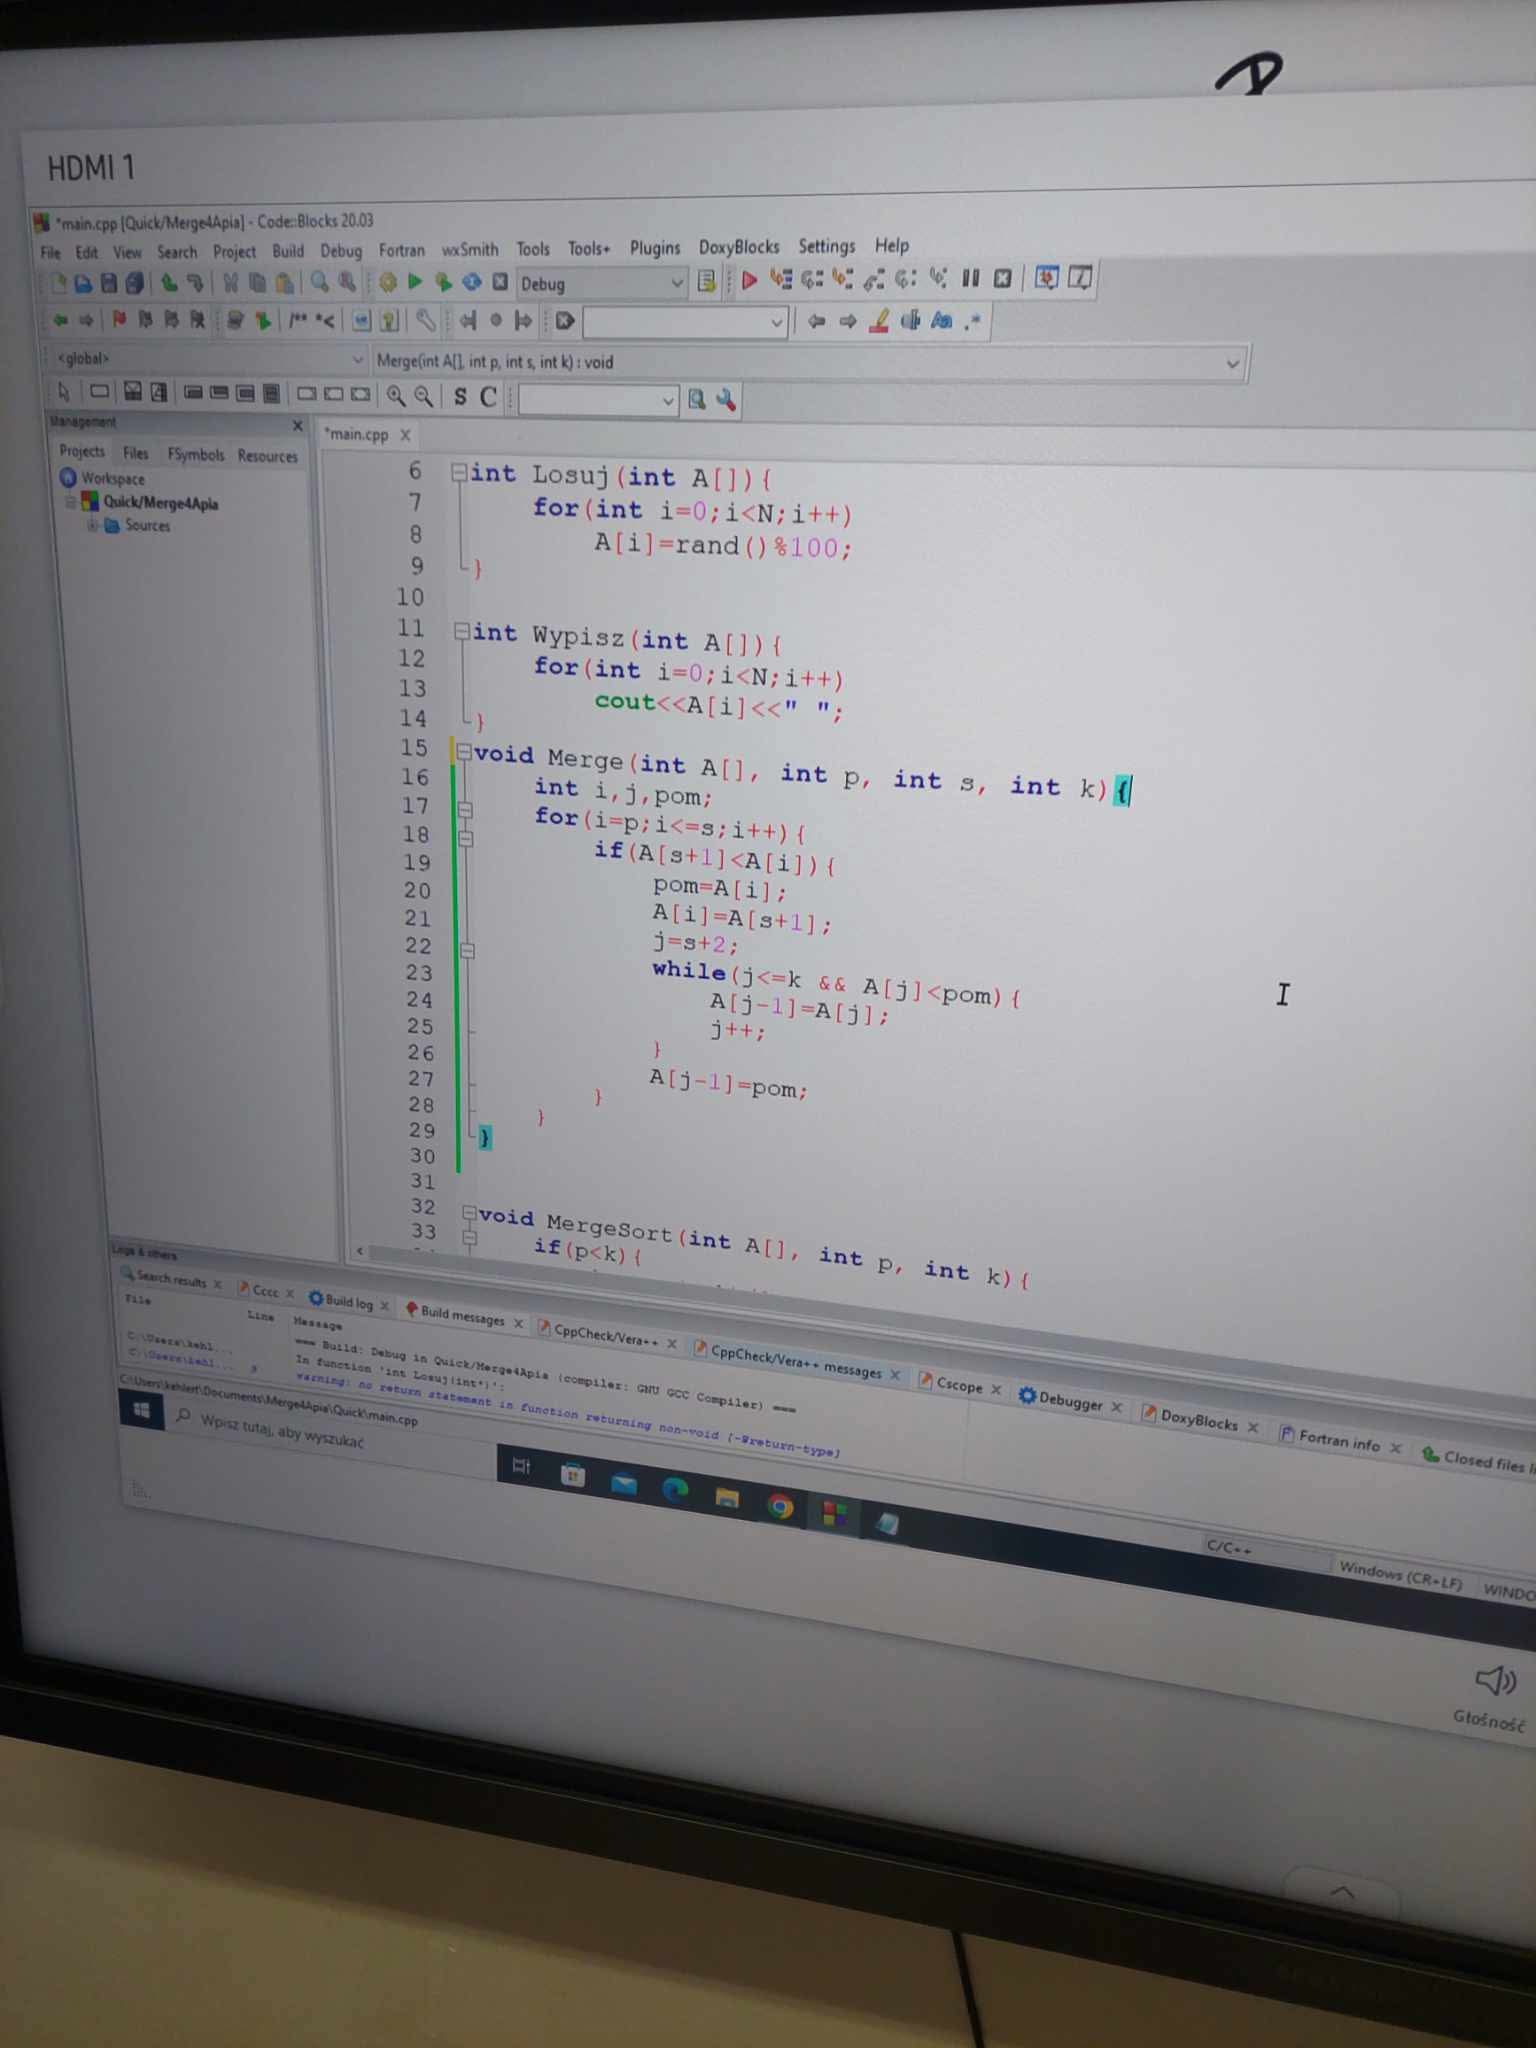 HDMI 1
*main.cpp [Quick/Merge4Apia] - Code::Blocks 20.03
File Edit View Search Project Build Debug Fortran wxSmith Tools Tools+ Plugins DoxyBlocks Settings Help
Debug
/** *<
<global> Merge(int A[], int p, int s, int k) : void
S C
Management
*main.cpp
Projects Files FSymbols Resources
Workspace
Quick/Merge4Apia
Sources
6 int Losuj(int A[]){
7 for(int i=0;i<N;i++)
8 A[i]=rand()%100;
9 }
10
11 int Wypisz(int A[]){
12 for(int i=0;i<N;i++)
13 cout<<A[i]<<" ";
14 }
15 void Merge(int A[], int p, int s, int k){
16 int i,j,pom;
17 for(i=p;i<=s;i++){
18 if(A[s+1]<A[i]){
19 pom=A[i];
20 A[i]=A[s+1];
21 j=s+2;
22 while(j<=k && A[j]<pom){
23 A[j-1]=A[j];
24 j++;
25 }
26 A[j-1]=pom;
27 }
28 }
29 }
30
31
32 void MergeSort(int A[], int p, int k){
33 if(p<k){
Logs & others
Search results Cccc Build log Build messages CppCheck/Vera++ CppCheck/Vera++ messages Cscope Debugger DoxyBlocks Fortran info Closed files
File Line Message
=== Build: Debug in Quick/Merge4Apia (compiler: GNU GCC Compiler) ===
C:\Users\kehl... In function 'int Losuj(int*)':
C:\Users\kehl... 9 warning: no return statement in function returning non-void [-Wreturn-type]
C:\Users\kehlert\Documents\Merge4Apia\Quick\main.cpp
C/C++ Windows (CR+LF) WINDO
Wpisz tutaj, aby wyszukać
Głośność